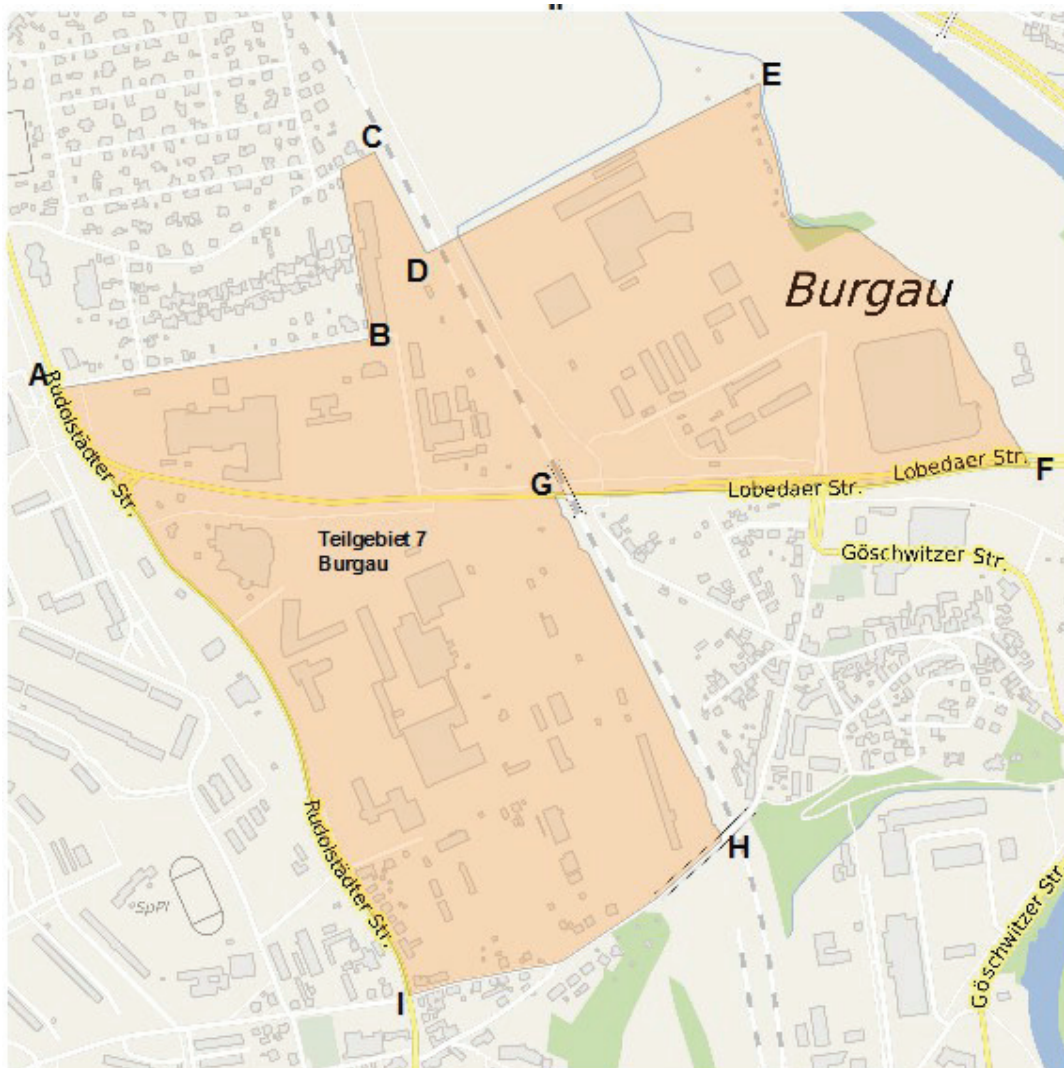 E
C
D
Burgau
B
A
Rudolstädter Str.
F
Lobedaer Str.
G
Lobedaer Str.
Teilgebiet 7
Burgau
Göschwitzer Str.
Rudolstädter Str.
H
SpPl
Göschwitzer Str.
I